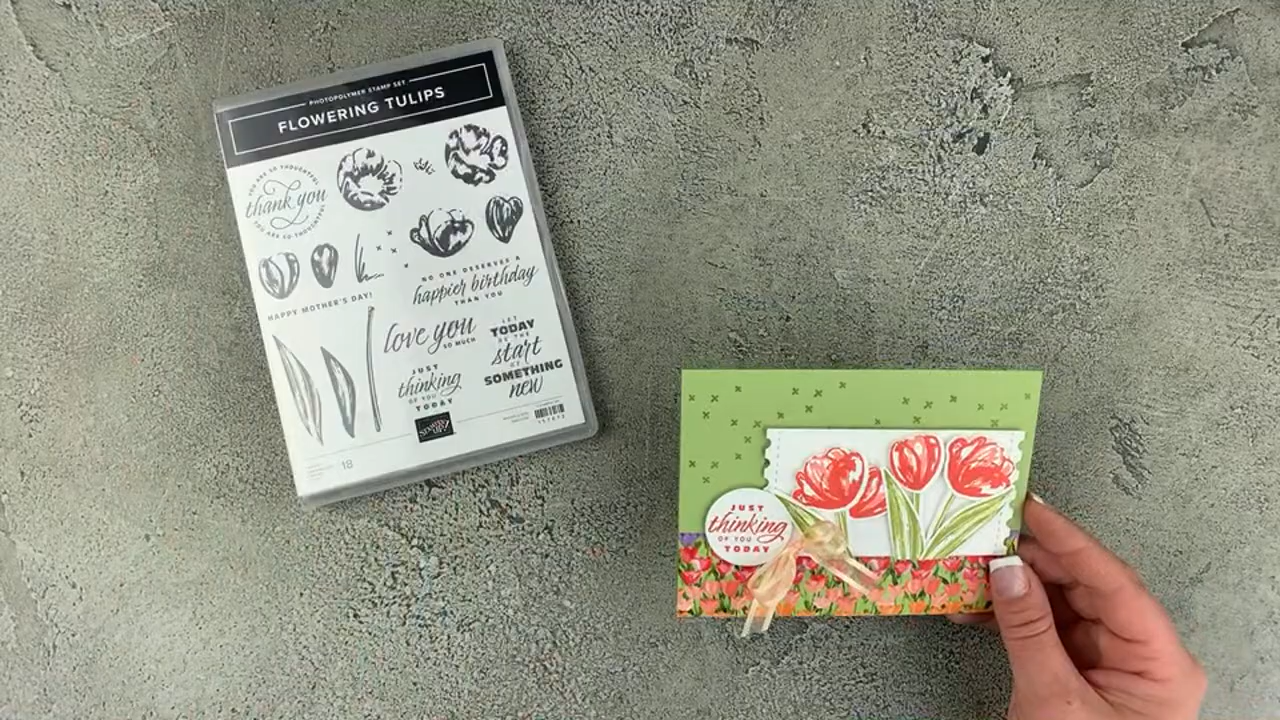 PHOTOPOLYMER STAMP SET
FLOWERING TULIPS
YOU ARE SO THOUGHTFUL
thank you
YOU ARE SO THOUGHTFUL
NO ONE DESERVES A
happier birthday
THAN YOU
HAPPY MOTHER'S DAY!
love you
SO MUCH
LET
TODAY
BE THE
start
OF
SOMETHING
new
JUST
thinking
OF YOU
TODAY
STAMPIN' UP!
18
JUST
thinking
OF YOU
TODAY